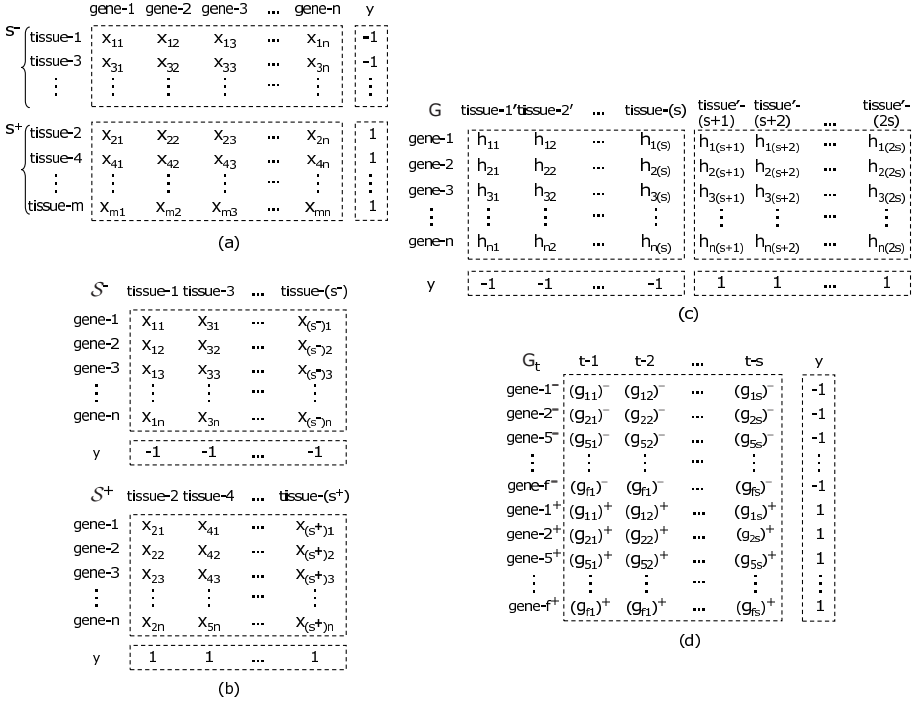 gene-1 gene-2 gene-3 ... gene-n y
S⁻ tissue-1 x₁₁ x₁₂ x₁₃ ... x₁ₙ -1
tissue-3 x₃₁ x₃₂ x₃₃ ... x₃ₙ -1
⋮ ⋮ ⋮ ⋮ ... ⋮ ⋮
S⁺ tissue-2 x₂₁ x₂₂ x₂₃ ... x₂ₙ 1
tissue-4 x₄₁ x₄₂ x₄₃ ... x₄ₙ 1
⋮ ⋮ ⋮ ⋮ ... ⋮ ⋮
tissue-m xₘ₁ xₘ₂ xₘ₃ ... xₘₙ 1
(a)
S⁻ tissue-1 tissue-3 ... tissue-(s⁻)
gene-1 x₁₁ x₃₁ ... x₍ₛ⁻₎₁
gene-2 x₁₂ x₃₂ ... x₍ₛ⁻₎₂
gene-3 x₁₃ x₃₃ ... x₍ₛ⁻₎₃
⋮ ⋮ ⋮ ... ⋮
gene-n x₁ₙ x₃ₙ ... x₍ₛ⁻₎ₙ
y -1 -1 ... -1
S⁺ tissue-2 tissue-4 ... tissue-(s⁺)
gene-1 x₂₁ x₄₁ ... x₍ₛ⁺₎₁
gene-2 x₂₂ x₄₂ ... x₍ₛ⁺₎₂
gene-3 x₂₃ x₄₃ ... x₍ₛ⁺₎₃
⋮ ⋮ ⋮ ... ⋮
gene-n x₂ₙ x₅ₙ ... x₍ₛ⁺₎ₙ
y 1 1 ... 1
(b)
G tissue-1' tissue-2' ... tissue-(s) tissue'-(s+1) tissue'-(s+2) ... tissue'-(2s)
gene-1 h₁₁ h₁₂ ... h₁₍ₛ₎ h₁₍ₛ₊₁₎ h₁₍ₛ₊₂₎ ... h₁₍₂ₛ₎
gene-2 h₂₁ h₂₂ ... h₂₍ₛ₎ h₂₍ₛ₊₁₎ h₂₍ₛ₊₂₎ ... h₂₍₂ₛ₎
gene-3 h₃₁ h₃₂ ... h₃₍ₛ₎ h₃₍ₛ₊₁₎ h₃₍ₛ₊₂₎ ... h₃₍₂ₛ₎
⋮ ⋮ ⋮ ... ⋮ ⋮ ⋮ ... ⋮
gene-n hₙ₁ hₙ₂ ... hₙ₍ₛ₎ hₙ₍ₛ₊₁₎ hₙ₍ₛ₊₂₎ ... hₙ₍₂ₛ₎
y -1 -1 ... -1 1 1 ... 1
(c)
Gₜ t-1 t-2 ... t-s y
gene-1⁻ (g₁₁)⁻ (g₁₂)⁻ ... (g₁ₛ)⁻ -1
gene-2⁻ (g₂₁)⁻ (g₂₂)⁻ ... (g₂ₛ)⁻ -1
gene-5⁻ (g₅₁)⁻ (g₅₂)⁻ ... (g₅ₛ)⁻ -1
⋮ ⋮ ⋮ ... ⋮ ⋮
gene-f⁻ (g_f1)⁻ (g_f1)⁻ ... (g_fs)⁻ -1
gene-1⁺ (g₁₁)⁺ (g₁₂)⁺ ... (g₁ₛ)⁺ 1
gene-2⁺ (g₂₁)⁺ (g₂₂)⁺ ... (g₂ₛ)⁺ 1
gene-5⁺ (g₅₁)⁺ (g₅₂)⁺ ... (g₅ₛ)⁺ 1
⋮ ⋮ ⋮ ... ⋮ ⋮
gene-f⁺ (g_f1)⁺ (g_f1)⁺ ... (g_fs)⁺ 1
(d)